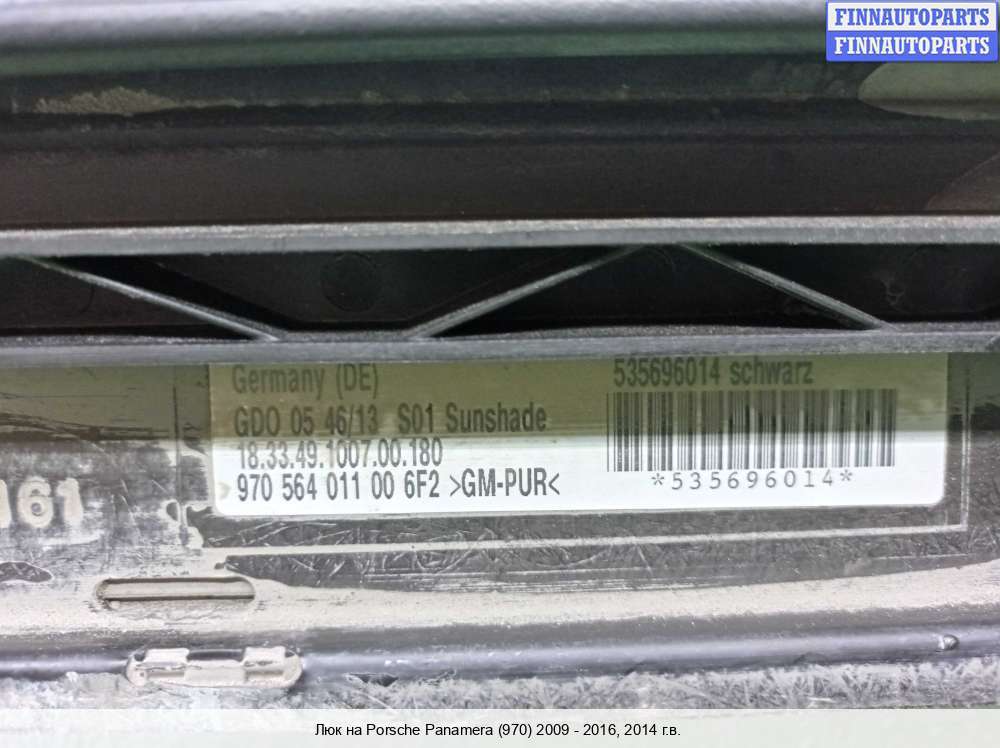 FINNAUTOPARTS
FINNAUTOPARTS
Germany (DE)
535696014 schwarz
GDO 05 46/13 S01 Sunshade
18.33.49.1007.00.180
970 564 011 00 6F2 >GM-PUR<
*535696014*
161
Люк на Porsche Panamera (970) 2009 - 2016, 2014 г.в.